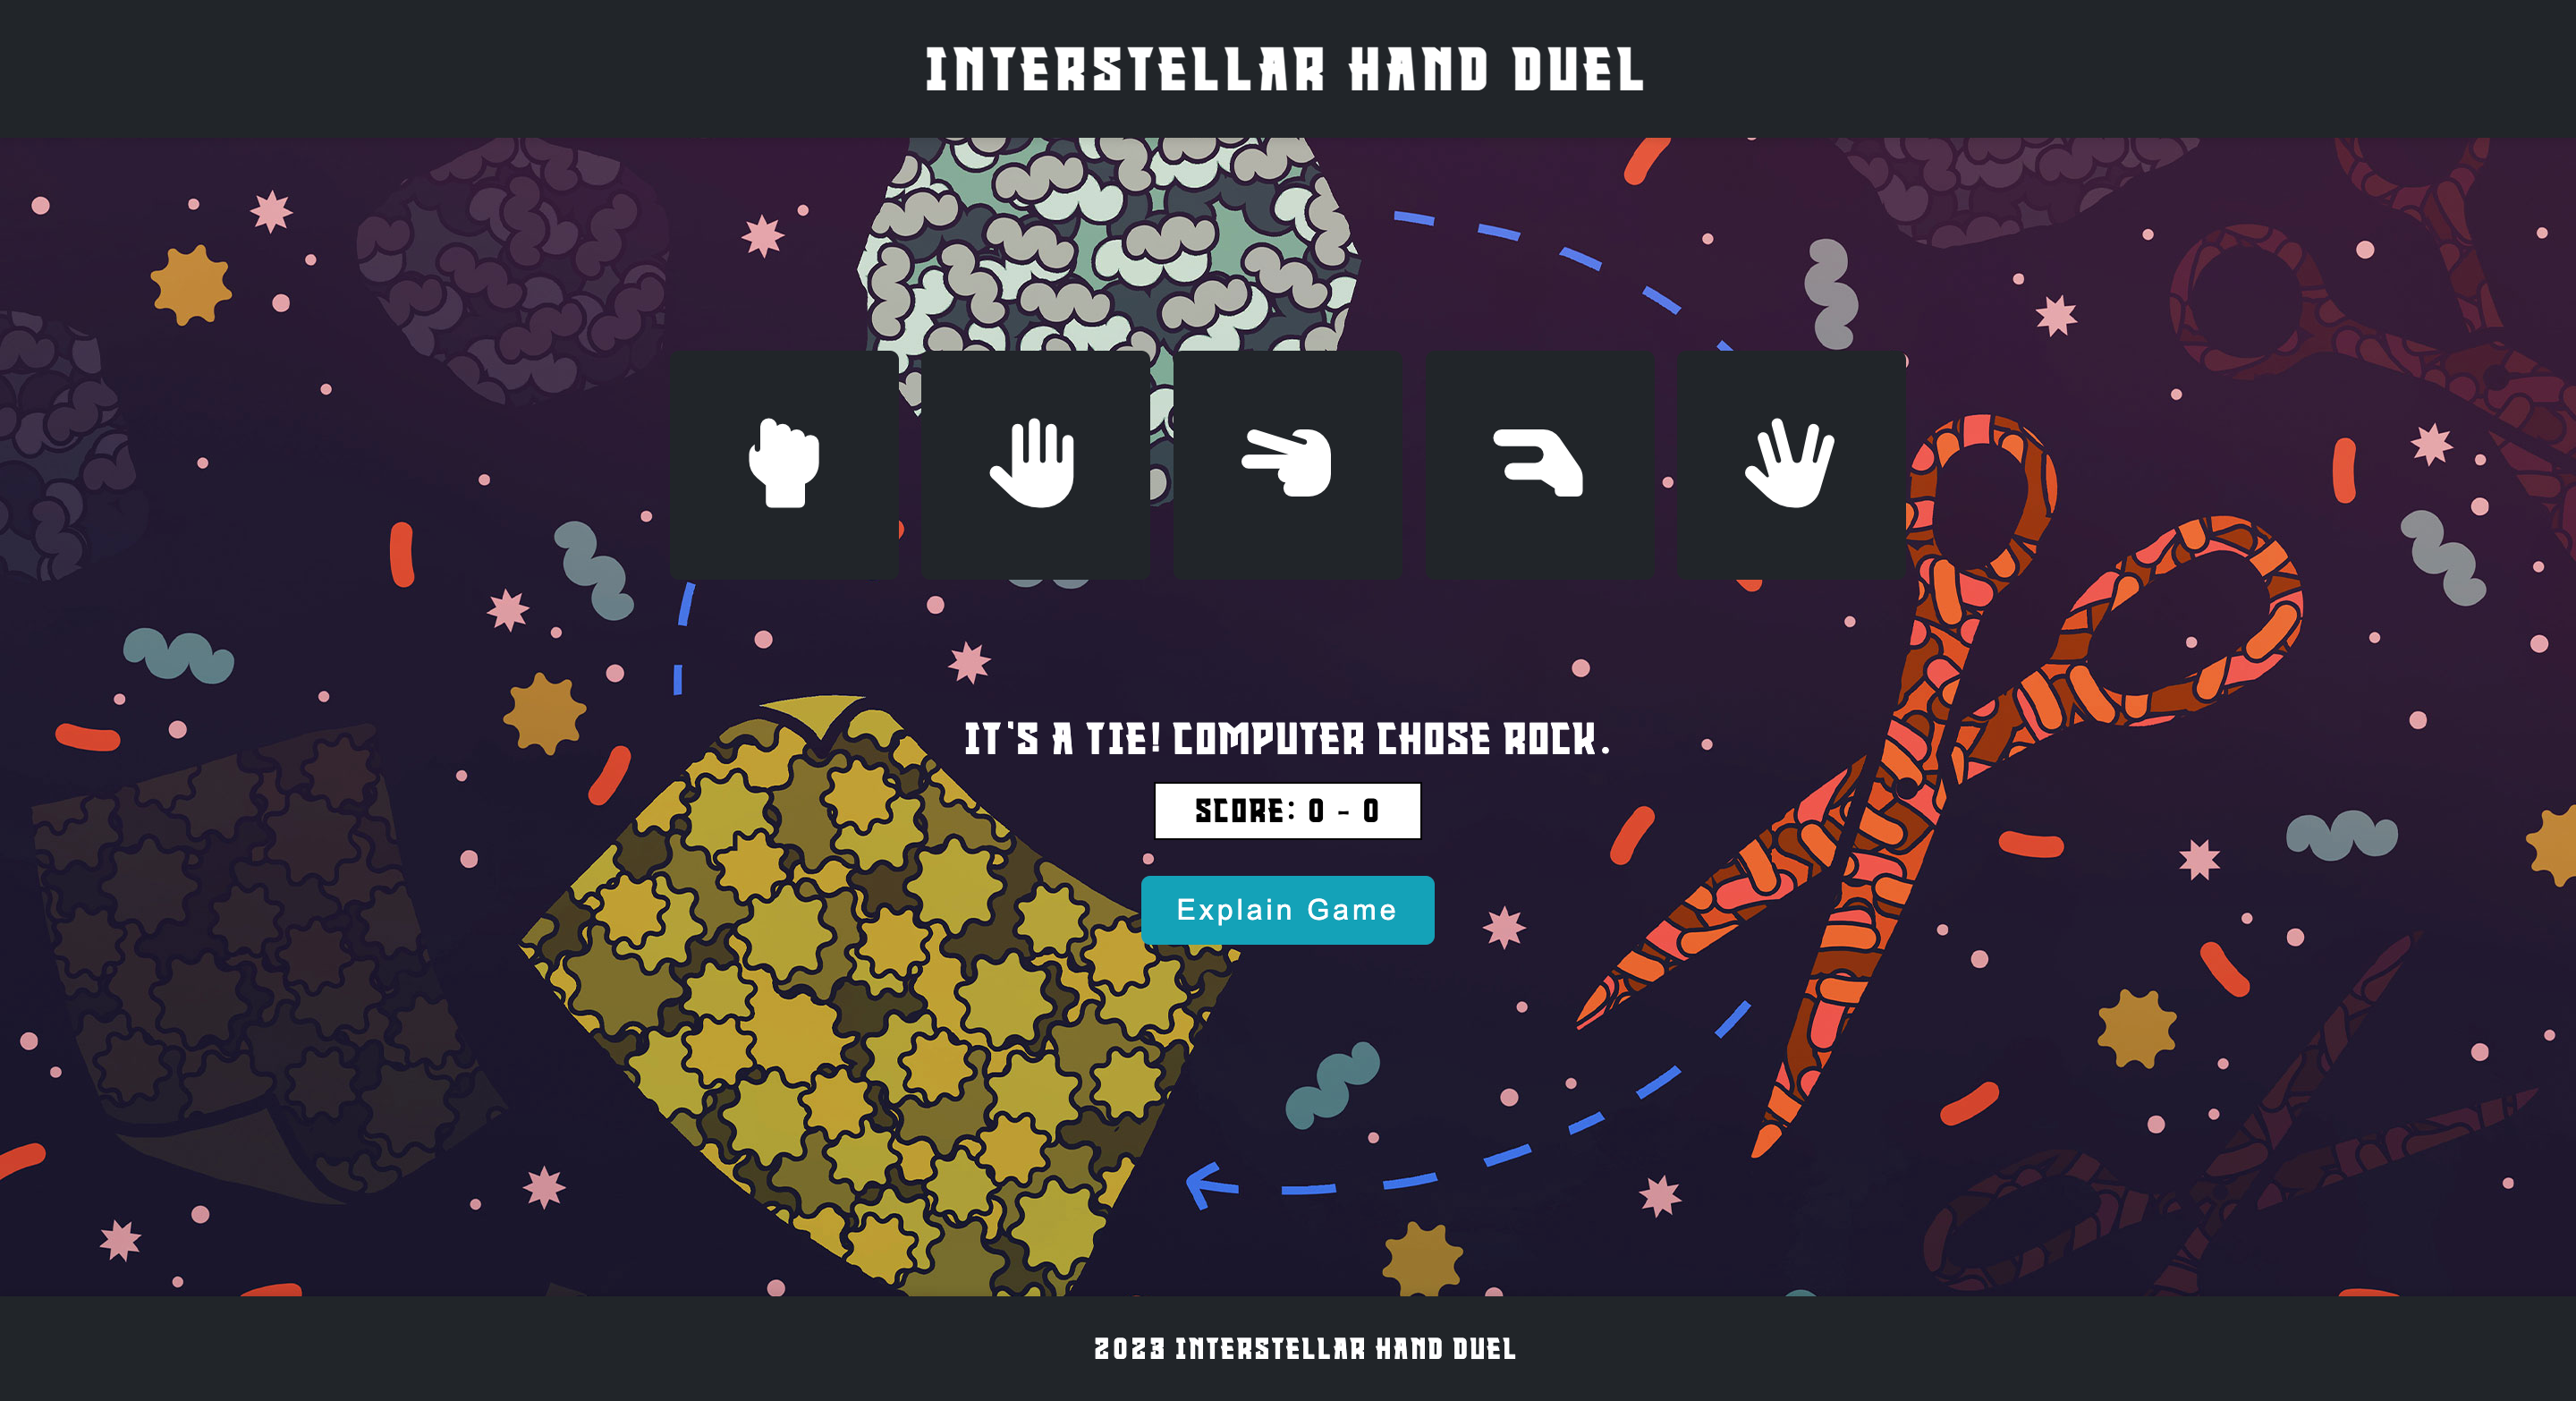 INTERSTELLAR HAND DUEL
IT'S A TIE! COMPUTER CHOSE ROCK.
SCORE: 0 - 0
Explain Game
2023 INTERSTELLAR HAND DUEL